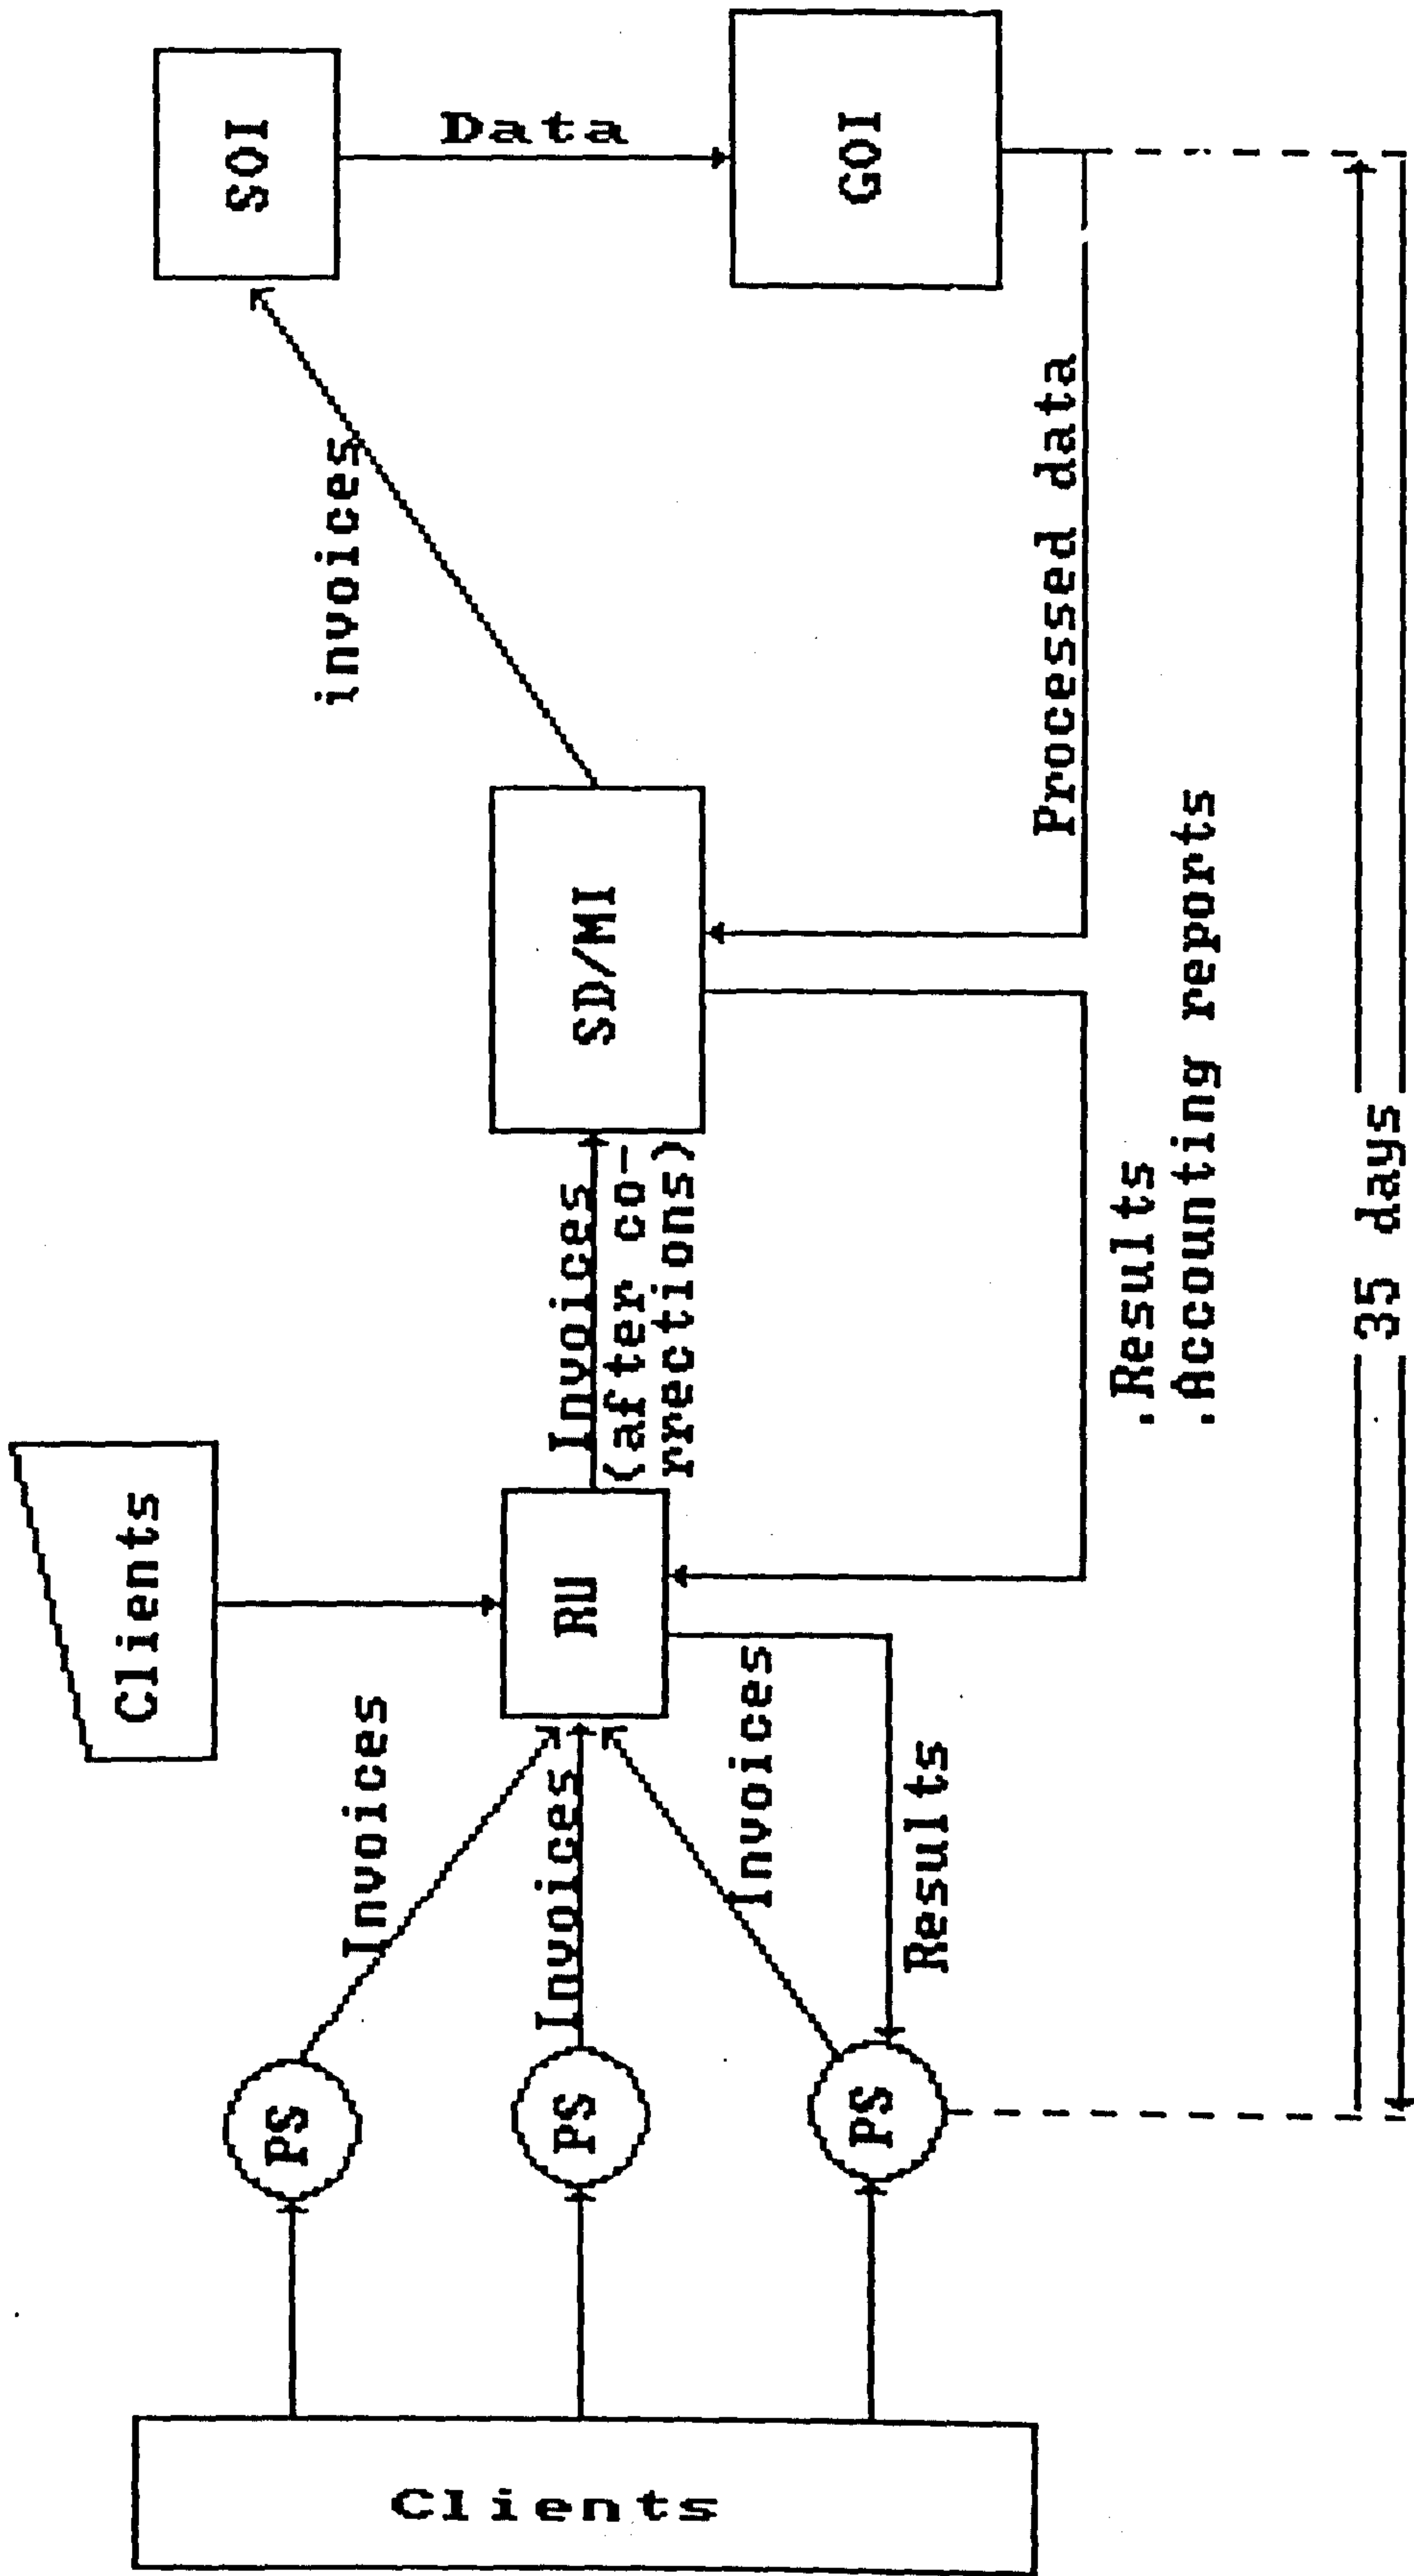 Clients
PS
PS
PS
Invoices
Invoices
Invoices
Results
Clients
RU
Invoices
(after co-
rrections)
SD/MI
invoices
SOI
Data
GOI
Processed data
.Results
.Accounting reports
35 days